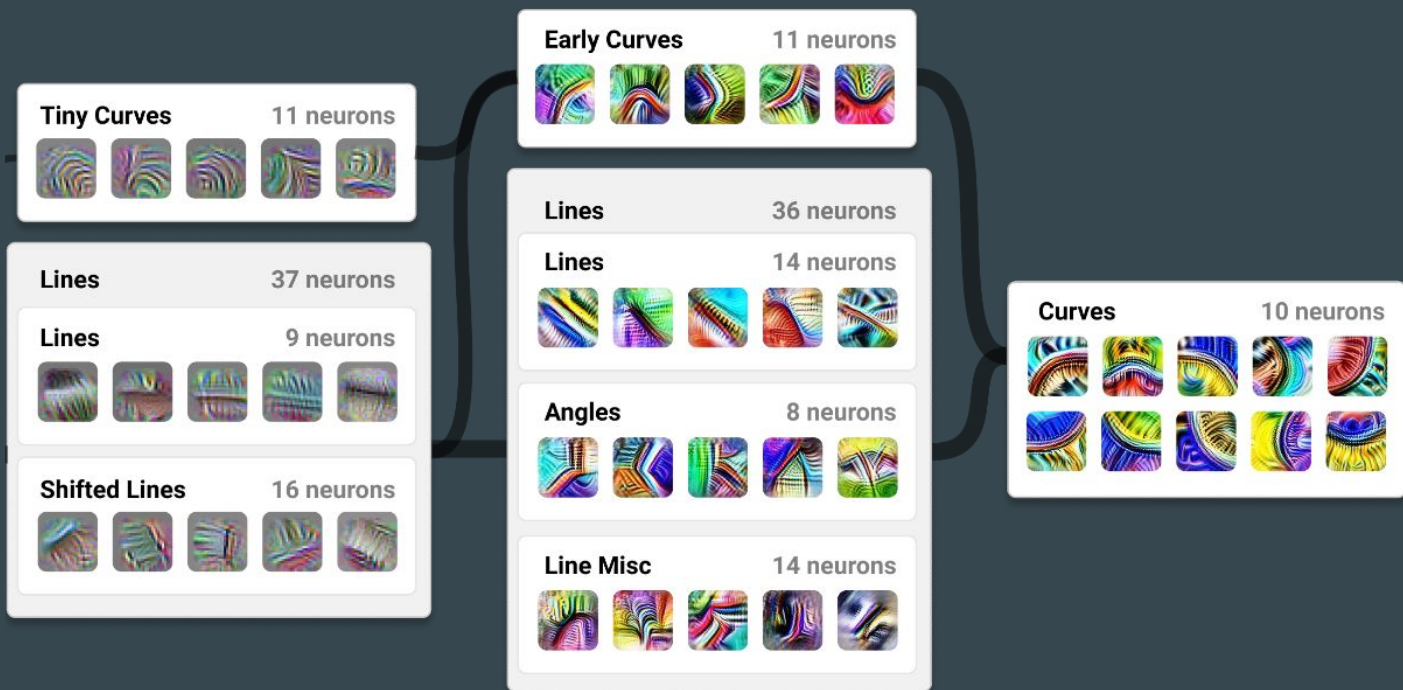 Tiny Curves 11 neurons
Lines 37 neurons
Lines 9 neurons
Shifted Lines 16 neurons
Early Curves 11 neurons
Lines 36 neurons
Lines 14 neurons
Angles 8 neurons
Line Misc 14 neurons
Curves 10 neurons